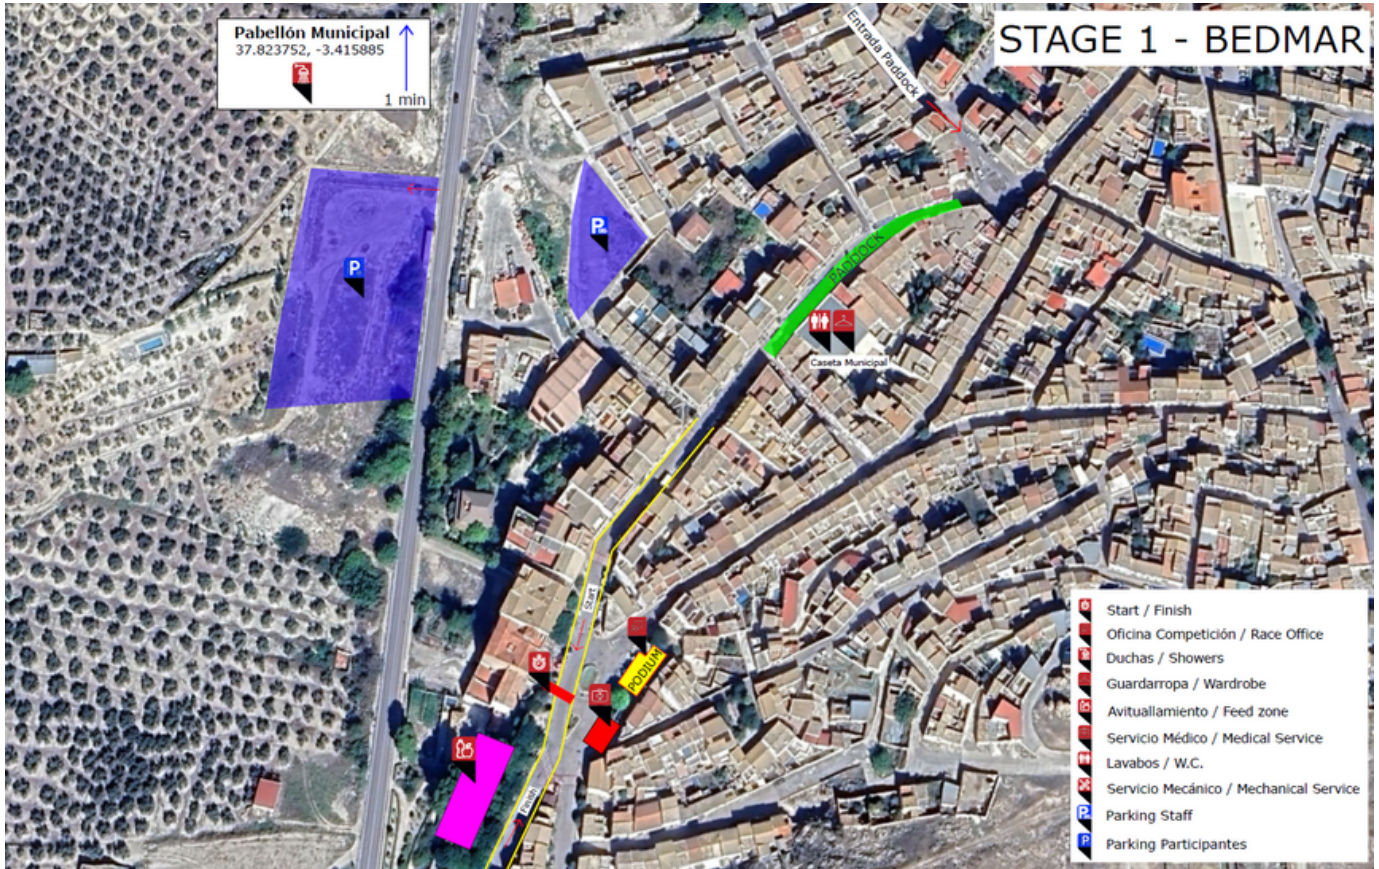 Pabellón Municipal
37.823752, -3.415885
1 min
STAGE 1 - BEDMAR
Entrada Paddock
P
P
PADDOCK
Caseta Municipal
Start
PODIUM
Finish
Start / Finish
Oficina Competición / Race Office
Duchas / Showers
Guardarropa / Wardrobe
Avituallamiento / Feed zone
Servicio Médico / Medical Service
Lavabos / W.C.
Servicio Mecánico / Mechanical Service
P Parking Staff
P Parking Participantes